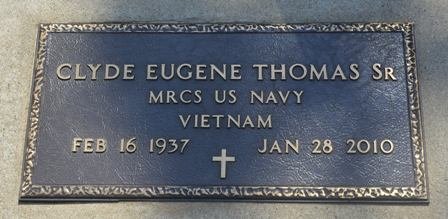 CLYDE EUGENE THOMAS SR
MRCS US NAVY
VIETNAM
FEB 16 1937 JAN 28 2010